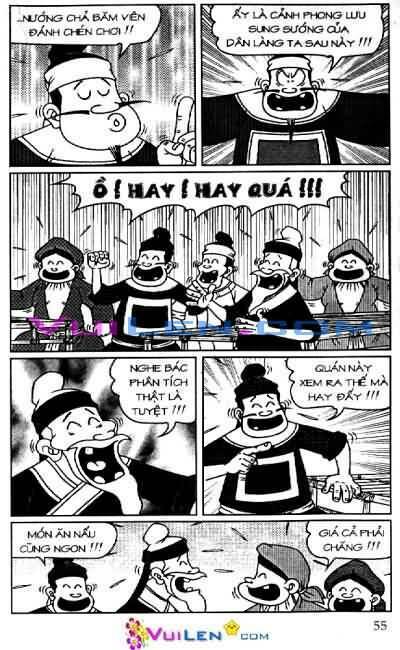 ..NƯỚNG CHẢ BĂM VIÊN
ĐÁNH CHÉN CHƠI !!
ẤY LÀ CẢNH PHONG LƯU
SUNG SƯỚNG CỦA
DÂN LÀNG TA SAU NÀY !!!
Ồ ! HAY ! HAY QUÁ !!!
VuiLen.com
NGHE BÁC
PHÂN TÍCH
THẬT LÀ
TUYỆT !!!
QUÁN NÀY
XEM RA THẾ MÀ
HAY ĐẤY !!!
MÓN ĂN NẤU
CŨNG NGON !!!
GIÁ CẢ PHẢI
CHĂNG !!!
55
VuiLen.com